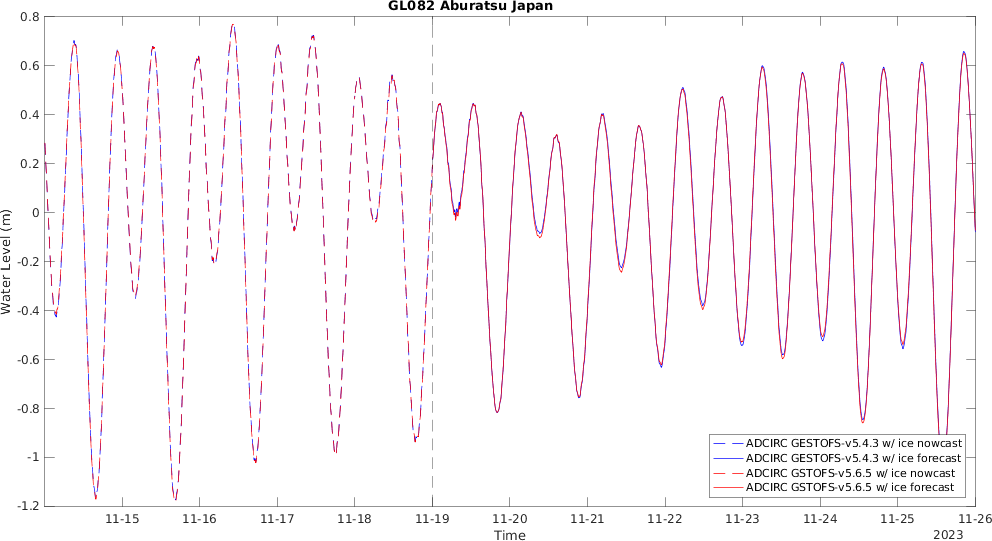 GL082 Aburatsu Japan
Water Level (m)
0.8
0.6
0.4
0.2
0
-0.2
-0.4
-0.6
-0.8
-1
-1.2
ADCIRC GESTOFS-v5.4.3 w/ ice nowcast
ADCIRC GESTOFS-v5.4.3 w/ ice forecast
ADCIRC GSTOFS-v5.6.5 w/ ice nowcast
ADCIRC GSTOFS-v5.6.5 w/ ice forecast
11-15 11-16 11-17 11-18 11-19 11-20 11-21 11-22 11-23 11-24 11-25 11-26
Time
2023